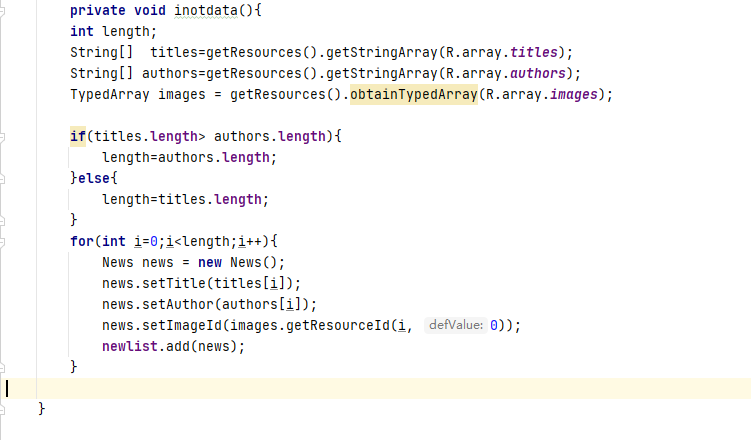 private void inotdata(){
int length;
String[]  titles=getResources().getStringArray(R.array.titles);
String[] authors=getResources().getStringArray(R.array.authors);
TypedArray images = getResources().obtainTypedArray(R.array.images);
if(titles.length> authors.length){
length=authors.length;
}else{
length=titles.length;
}
for(int i=0;i<length;i++){
News news = new News();
news.setTitle(titles[i]);
news.setAuthor(authors[i]);
news.setImageId(images.getResourceId(i, defValue: 0));
newlist.add(news);
}
}